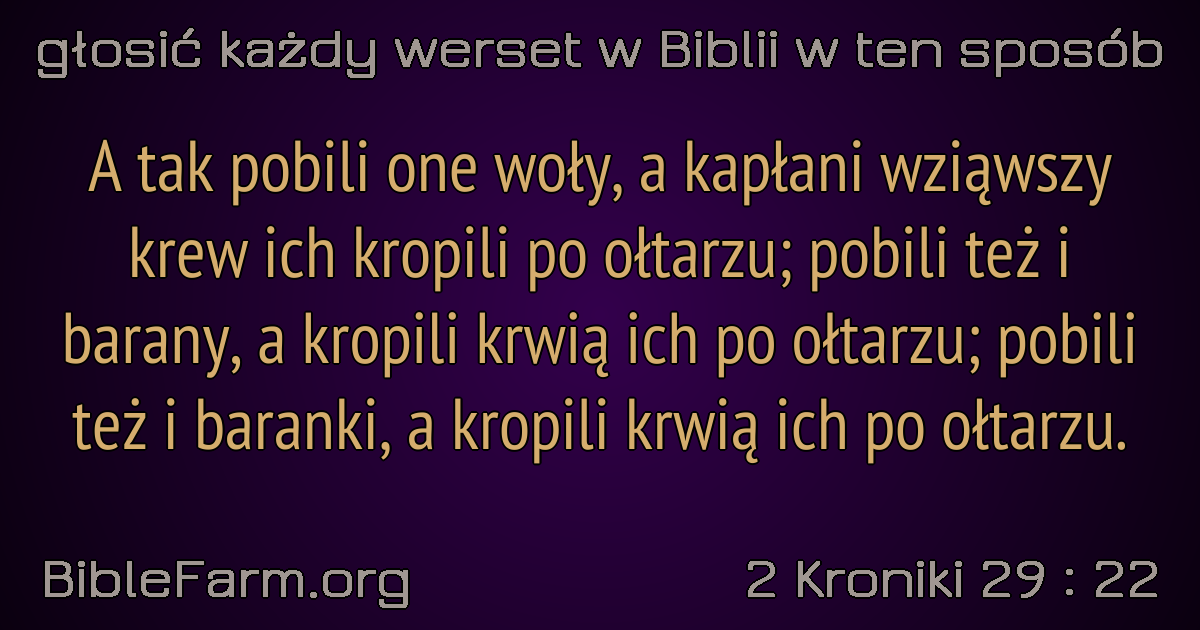 głosić każdy werset w Biblii w ten sposób
A tak pobili one woły, a kapłani wziąwszy
krew ich kropili po ołtarzu; pobili też i
barany, a kropili krwią ich po ołtarzu; pobili
też i baranki, a kropili krwią ich po ołtarzu.
BibleFarm.org
2 Kroniki 29 : 22